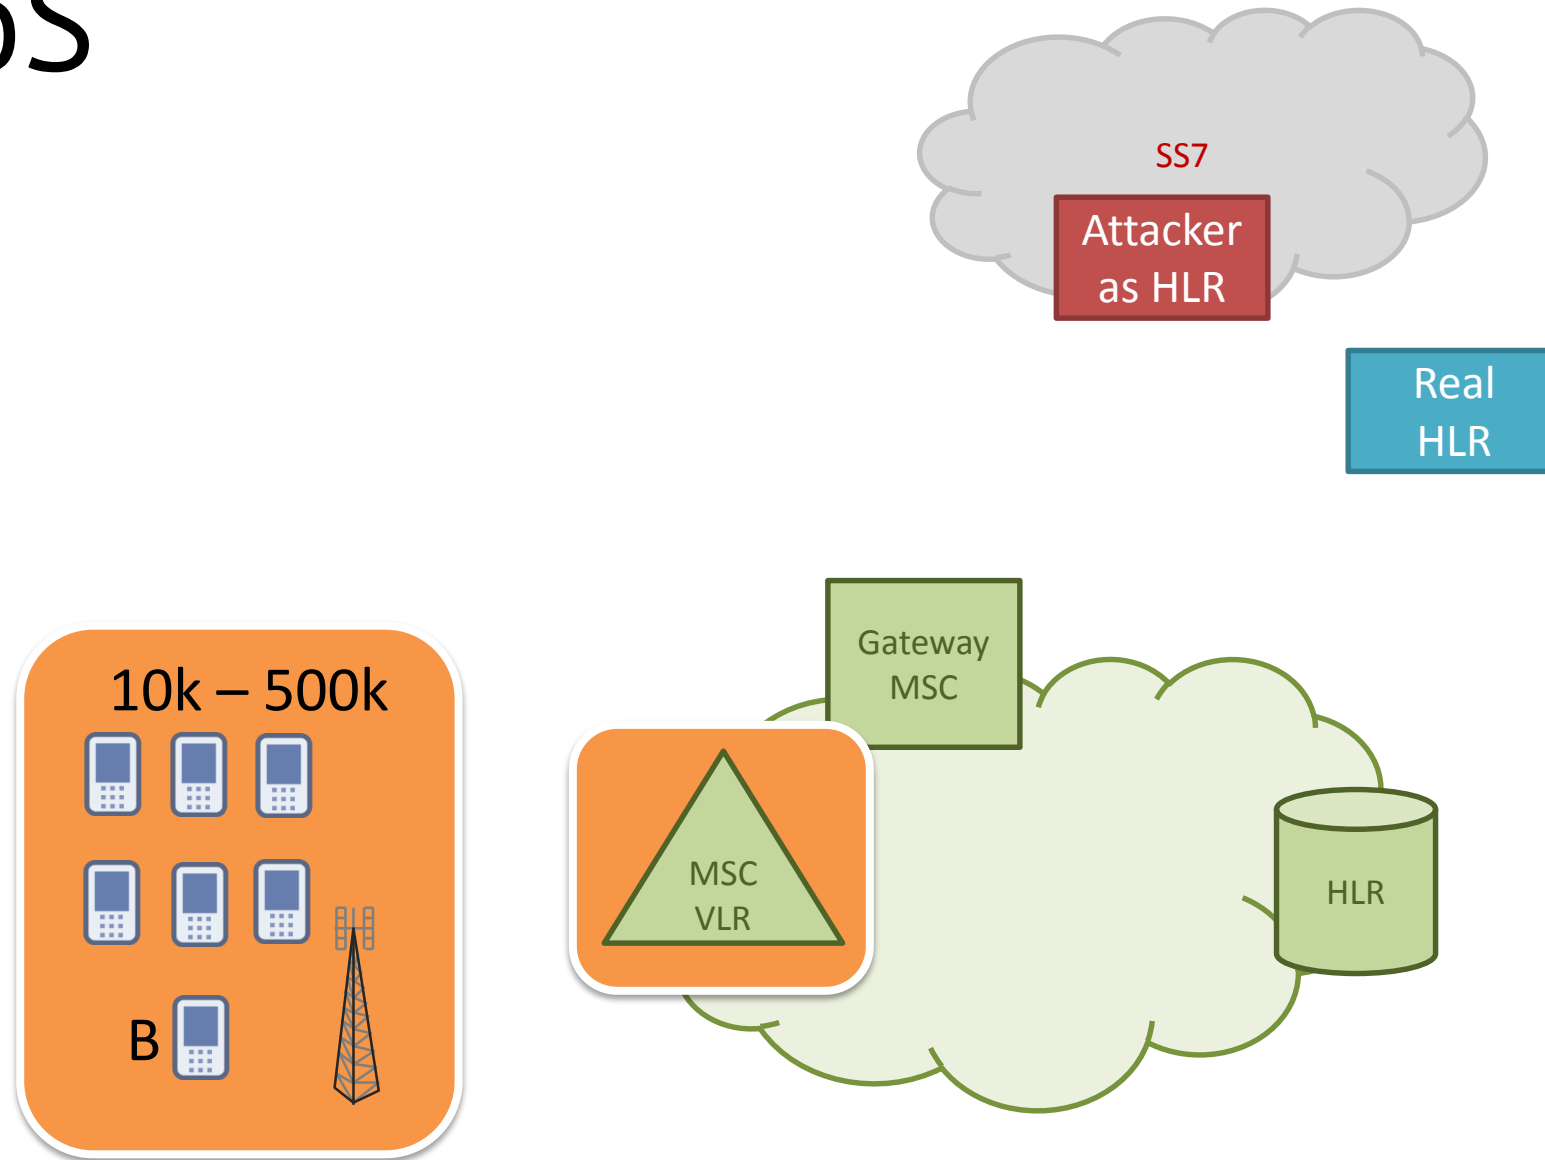 SS7
Attacker
as HLR
Real
HLR
Gateway
MSC
10k – 500k
MSC
VLR
HLR
B